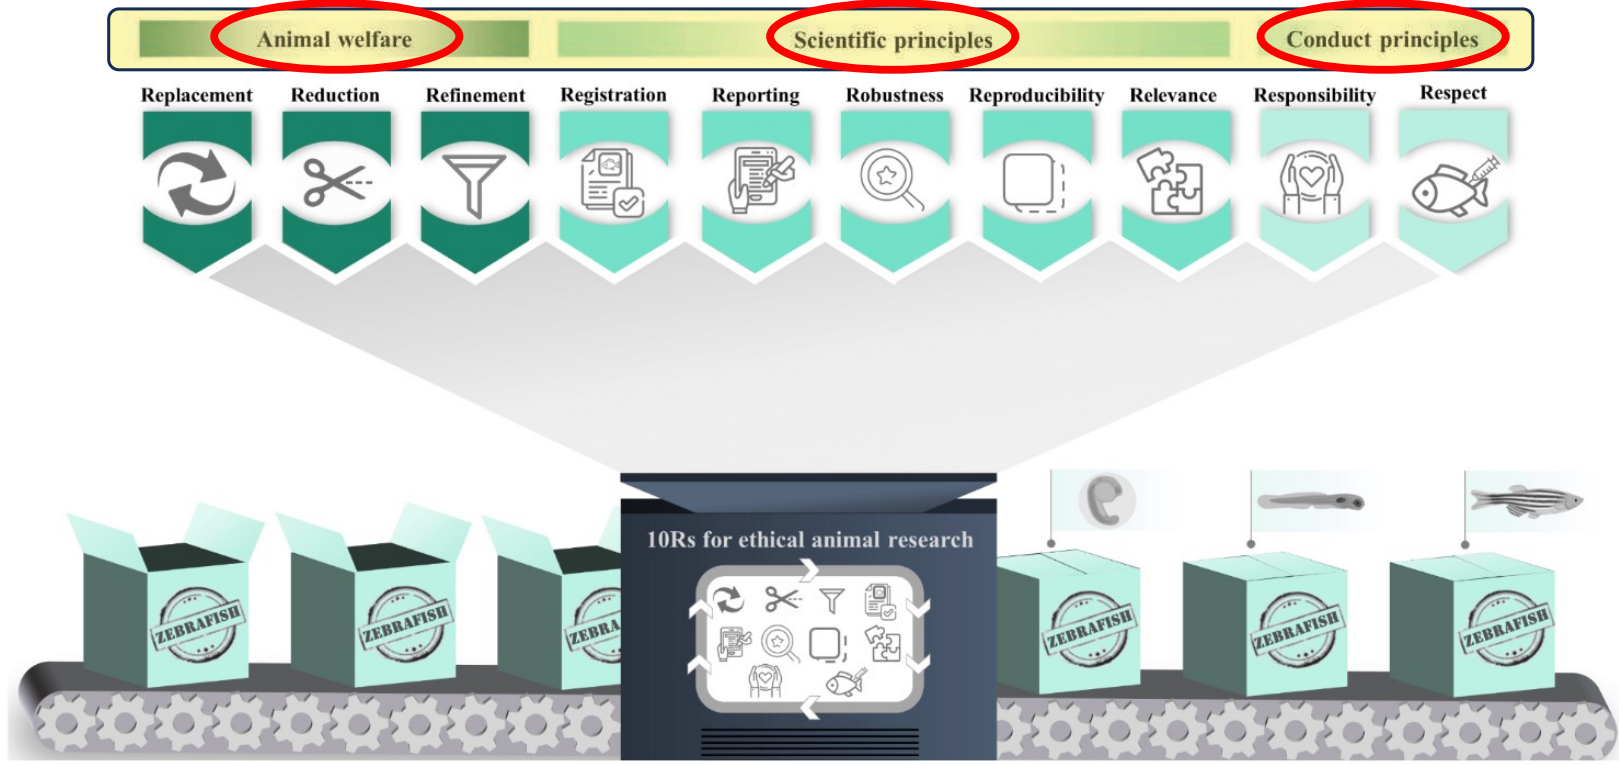 Animal welfare
Scientific principles
Conduct principles
Replacement
Reduction
Refinement
Registration
Reporting
Robustness
Reproducibility
Relevance
Responsibility
Respect
10Rs for ethical animal research
ZEBRAFISH
ZEBRAFISH
ZEBRA
ZEBRAFISH
ZEBRAFISH
ZEBRAFISH